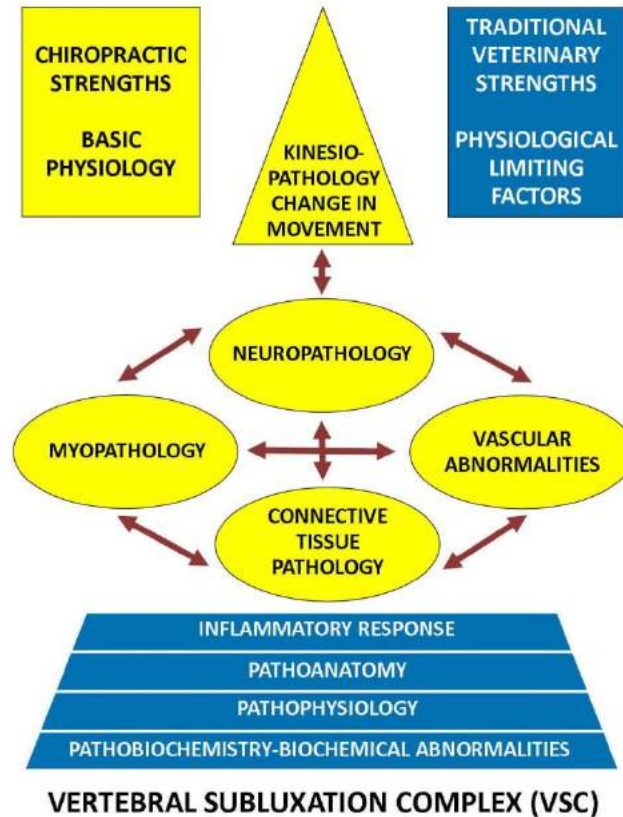 CHIROPRACTIC
STRENGTHS
BASIC
PHYSIOLOGY
KINESIO-
PATHOLOGY
CHANGE IN
MOVEMENT
TRADITIONAL
VETERINARY
STRENGTHS
PHYSIOLOGICAL
LIMITING
FACTORS
NEUROPATHOLOGY
MYOPATHOLOGY
VASCULAR
ABNORMALITIES
CONNECTIVE
TISSUE
PATHOLOGY
INFLAMMATORY RESPONSE
PATHOANATOMY
PATHOPHYSIOLOGY
PATHOBIOCHEMISTRY-BIOCHEMICAL ABNORMALITIES
VERTEBRAL SUBLUXATION COMPLEX (VSC)